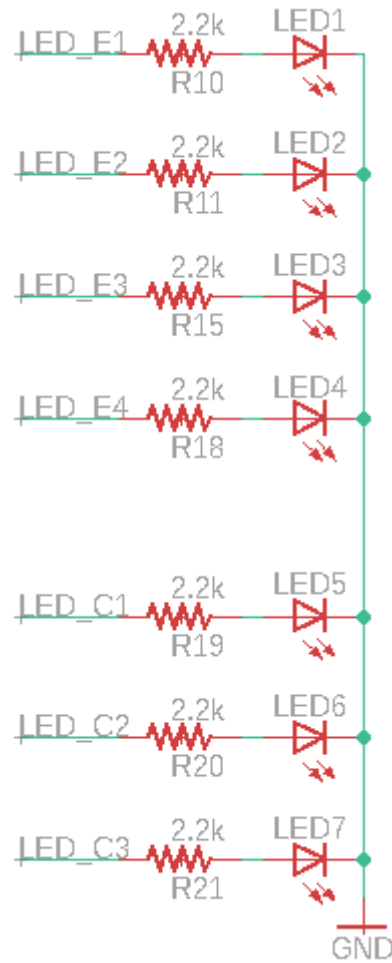 2.2k LED1
LED_E1
R10
2.2k LED2
LED_E2
R11
2.2k LED3
LED_E3
R15
2.2k LED4
LED_E4
R18
2.2k LED5
LED_C1
R19
2.2k LED6
LED_C2
R20
2.2k LED7
LED_C3
R21
GND